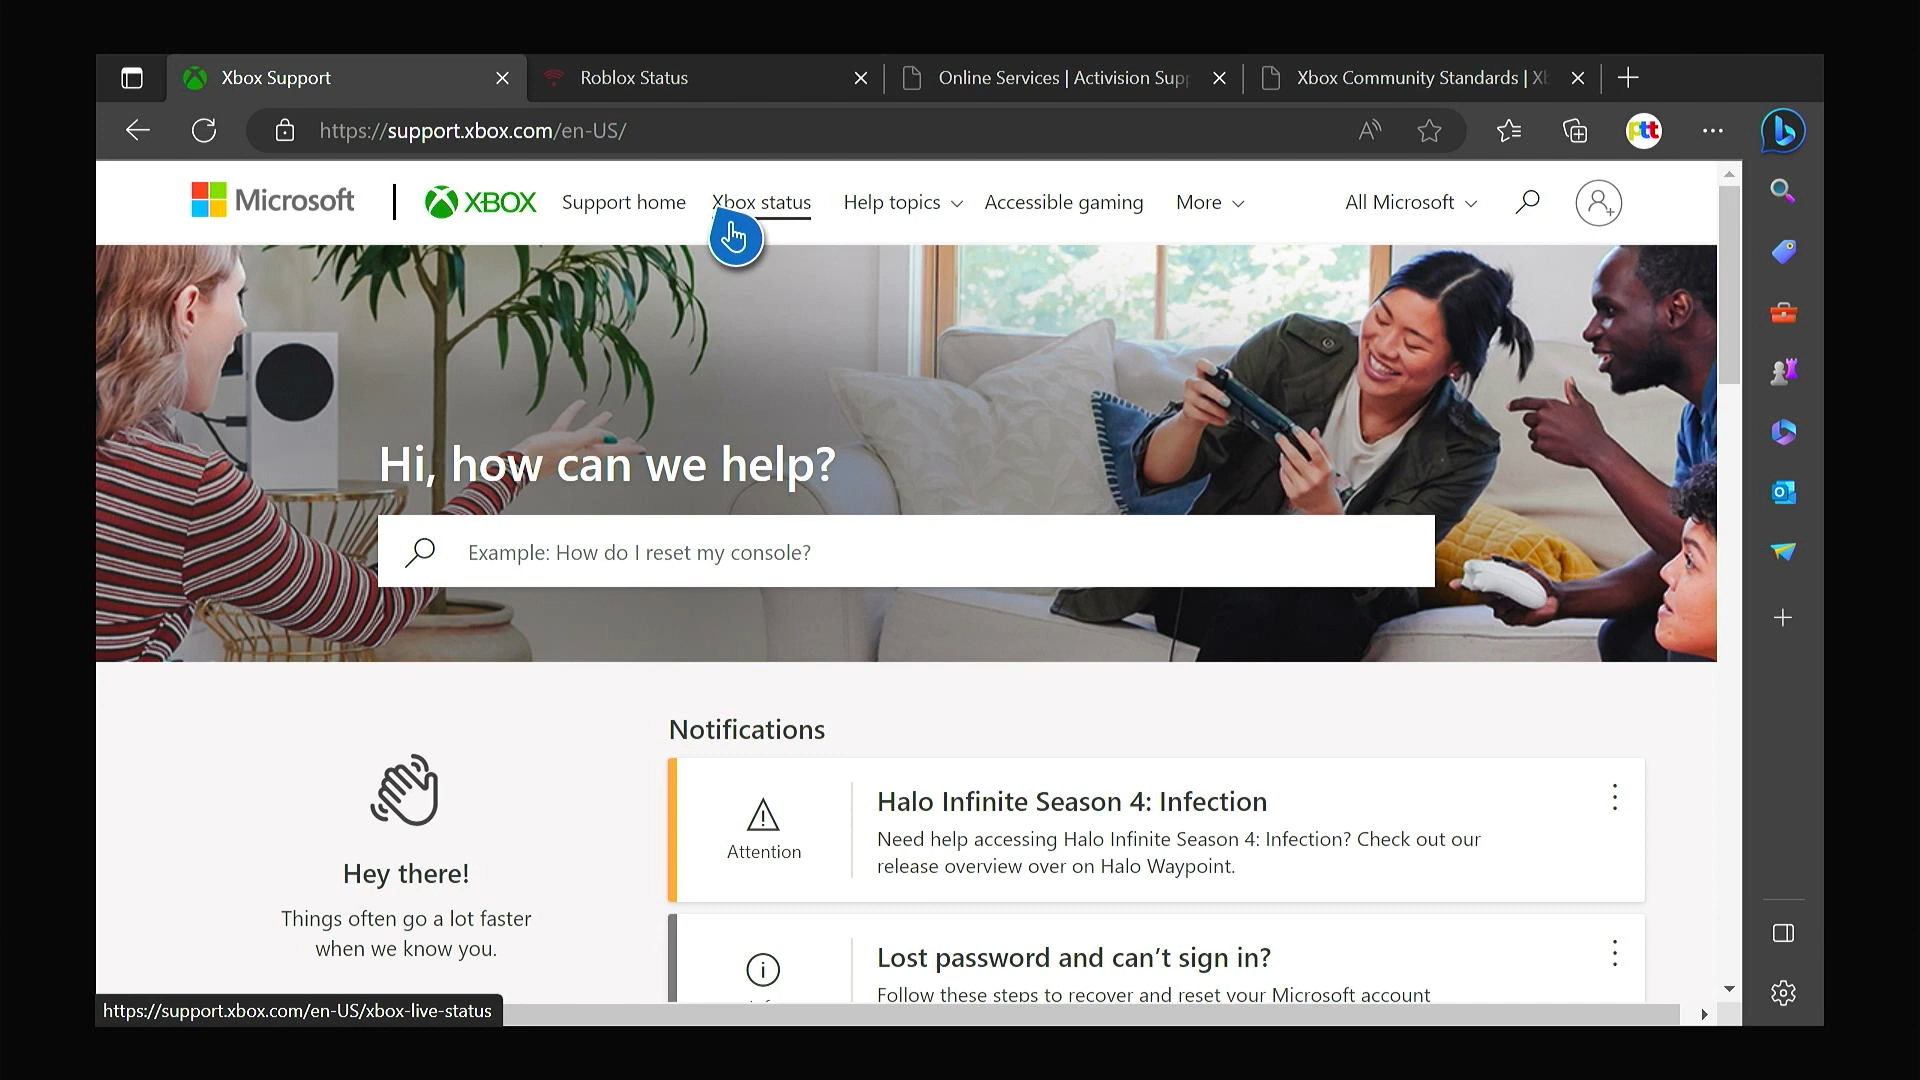 Xbox Support
Roblox Status
Online Services | Activision Sup
Xbox Community Standards | X
https://support.xbox.com/en-US/
ptt
Microsoft
XBOX
Support home
Xbox status
Help topics
Accessible gaming
More
All Microsoft
Hi, how can we help?
Example: How do I reset my console?
Notifications
Hey there!
Things often go a lot faster
when we know you.
Attention
Halo Infinite Season 4: Infection
Need help accessing Halo Infinite Season 4: Infection? Check out our
release overview over on Halo Waypoint.
Lost password and can’t sign in?
Follow these steps to recover and reset your Microsoft account
https://support.xbox.com/en-US/xbox-live-status